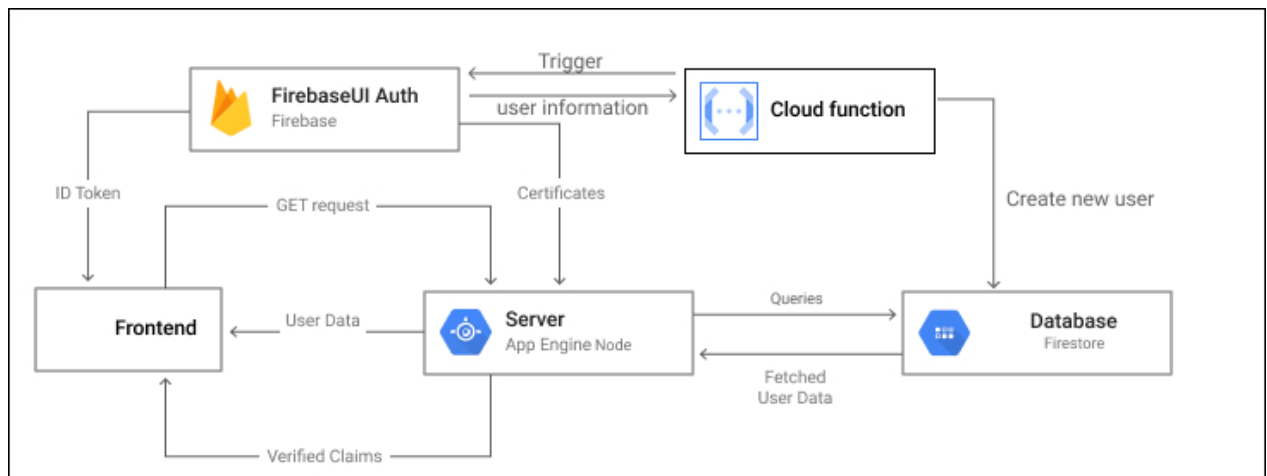 Trigger
FirebaseUI Auth
Firebase
user information
Cloud function
ID Token
Certificates
GET request
Create new user
Frontend
User Data
Server
App Engine Node
Queries
Database
Firestore
Fetched
User Data
Verified Claims